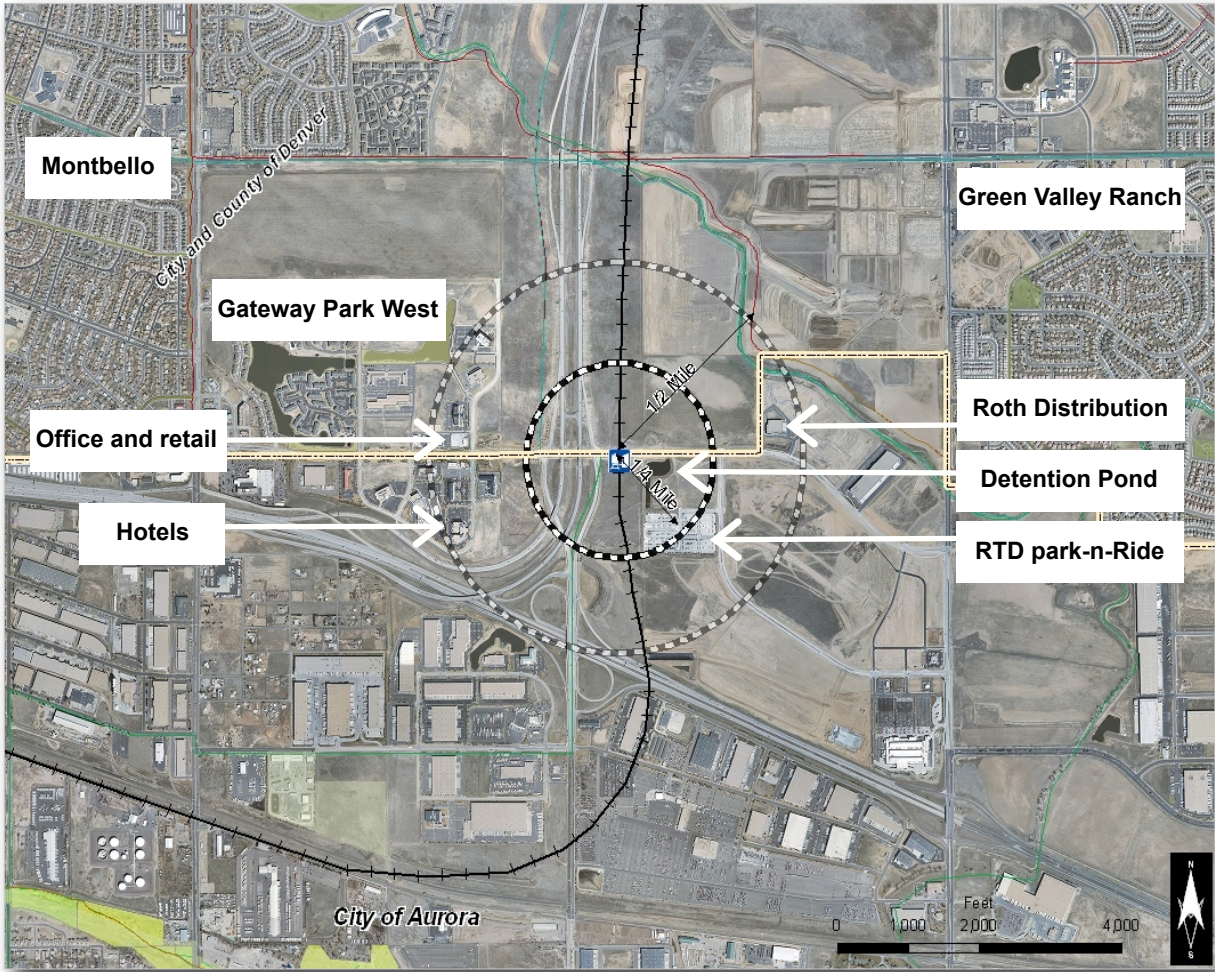 Montbello
City and County of Denver
Green Valley Ranch
Gateway Park West
1/2 Mile
Office and retail
Roth Distribution
1/4 Mile
Detention Pond
Hotels
RTD park-n-Ride
City of Aurora
N
S
Feet
0 1,000 2,000 4,000